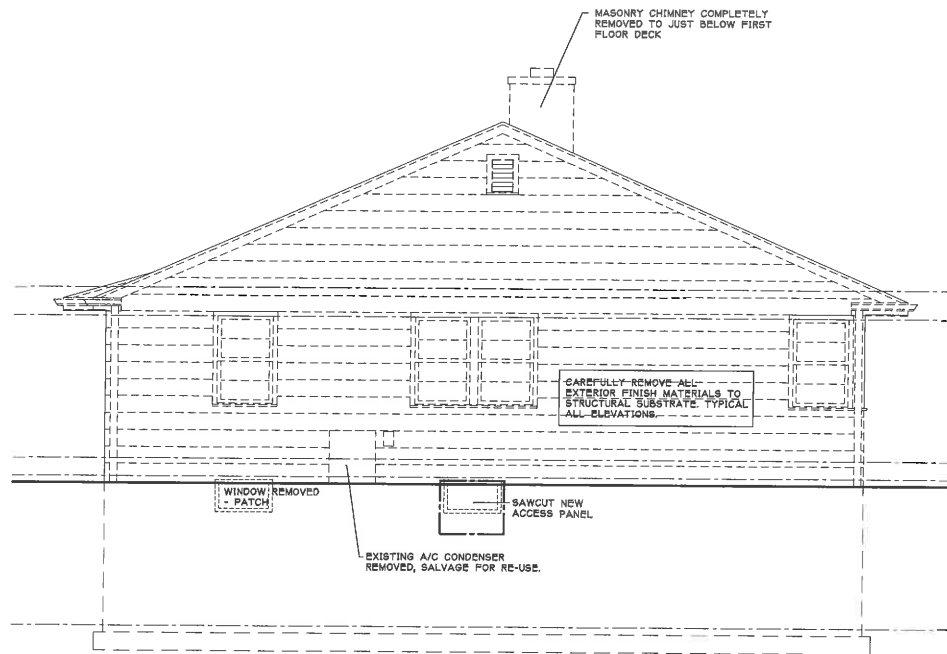 MASONRY CHIMNEY COMPLETELY
REMOVED TO JUST BELOW FIRST
FLOOR DECK
CAREFULLY REMOVE ALL
EXTERIOR FINISH MATERIALS TO
STRUCTURAL SUBSTRATE. TYPICAL
ALL ELEVATIONS.
WINDOW REMOVED
- PATCH
SAWCUT NEW
ACCESS PANEL
EXISTING A/C CONDENSER
REMOVED, SALVAGE FOR RE-USE.